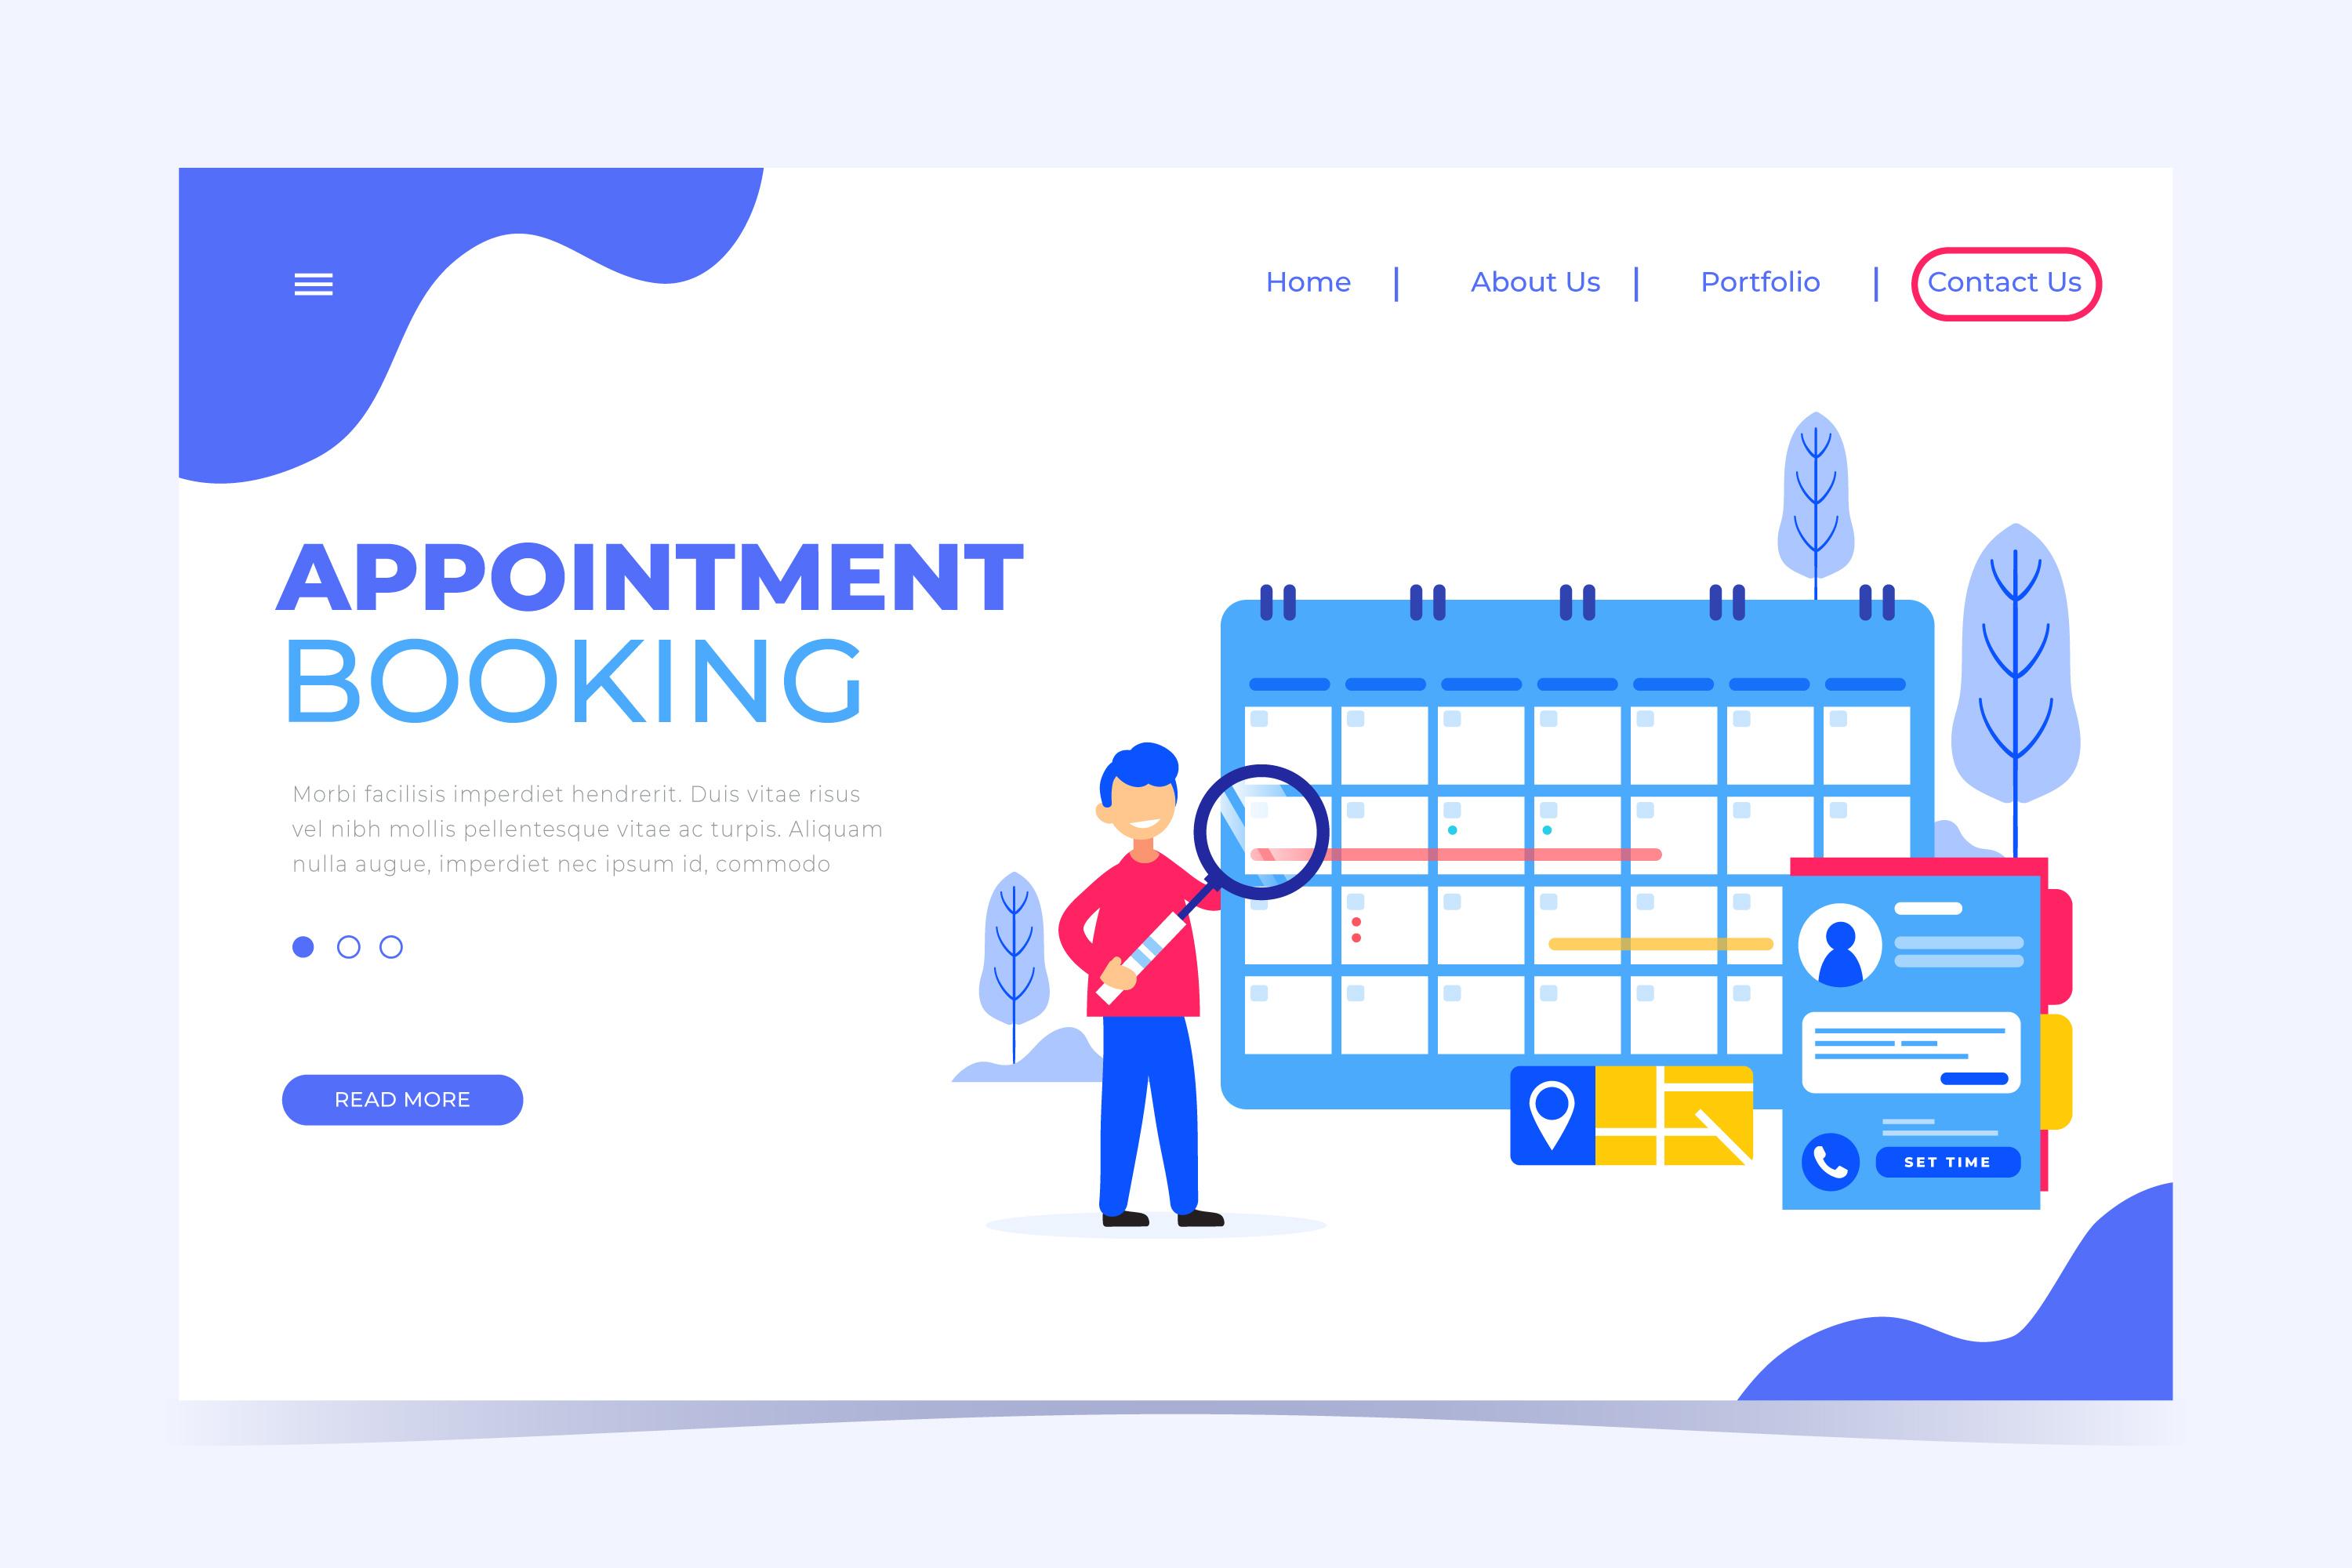 Home | About Us | Portfolio | Contact Us
APPOINTMENT
BOOKING
Morbi facilisis imperdiet hendrerit. Duis vitae risus
vel nibh mollis pellentesque vitae ac turpis. Aliquam
nulla augue, imperdiet nec ipsum id, commodo
READ MORE
SET TIME